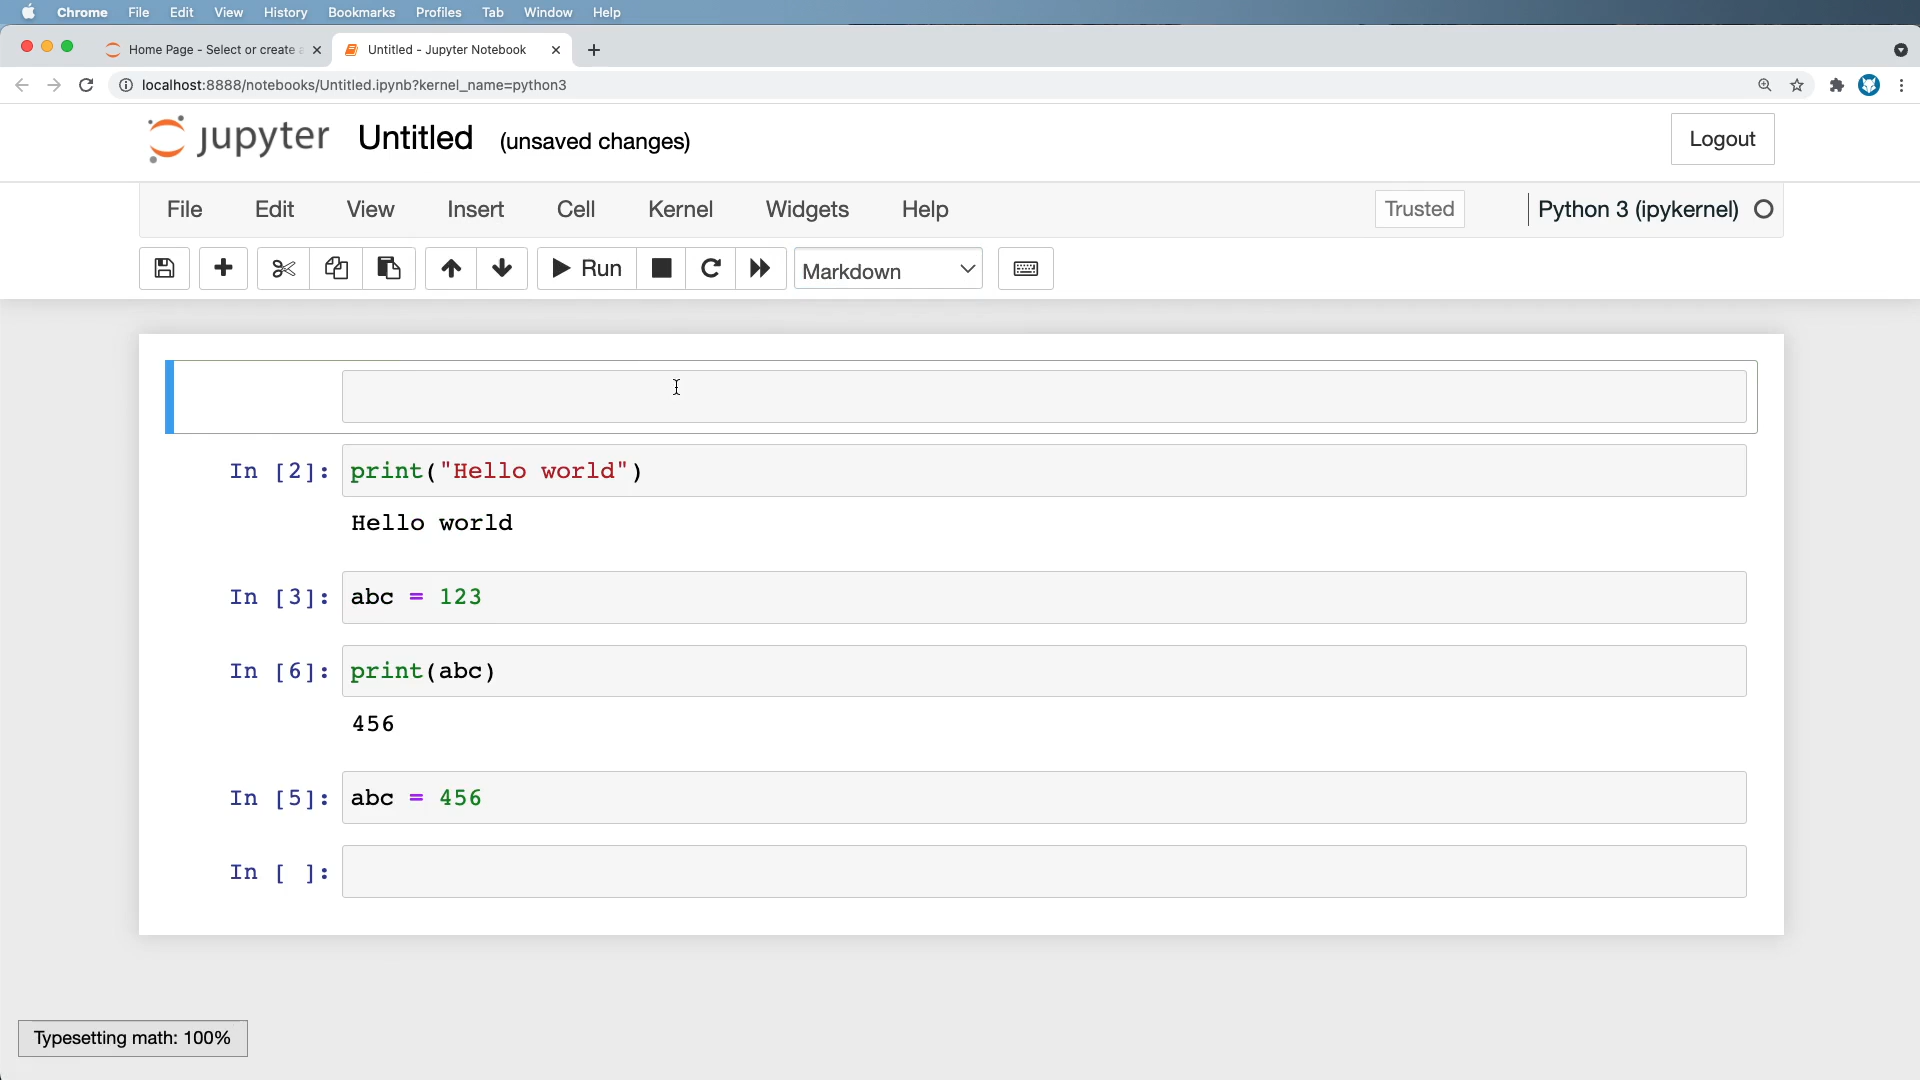 Chrome File Edit View History Bookmarks Profiles Tab Window Help
Home Page - Select or create a
Untitled - Jupyter Notebook
localhost:8888/notebooks/Untitled.ipynb?kernel_name=python3
jupyter Untitled (unsaved changes)
Logout
File Edit View Insert Cell Kernel Widgets Help
Trusted
Python 3 (ipykernel)
Run
Markdown
In [2]: print("Hello world")
Hello world
In [3]: abc = 123
In [6]: print(abc)
456
In [5]: abc = 456
In [ ]:
Typesetting math: 100%